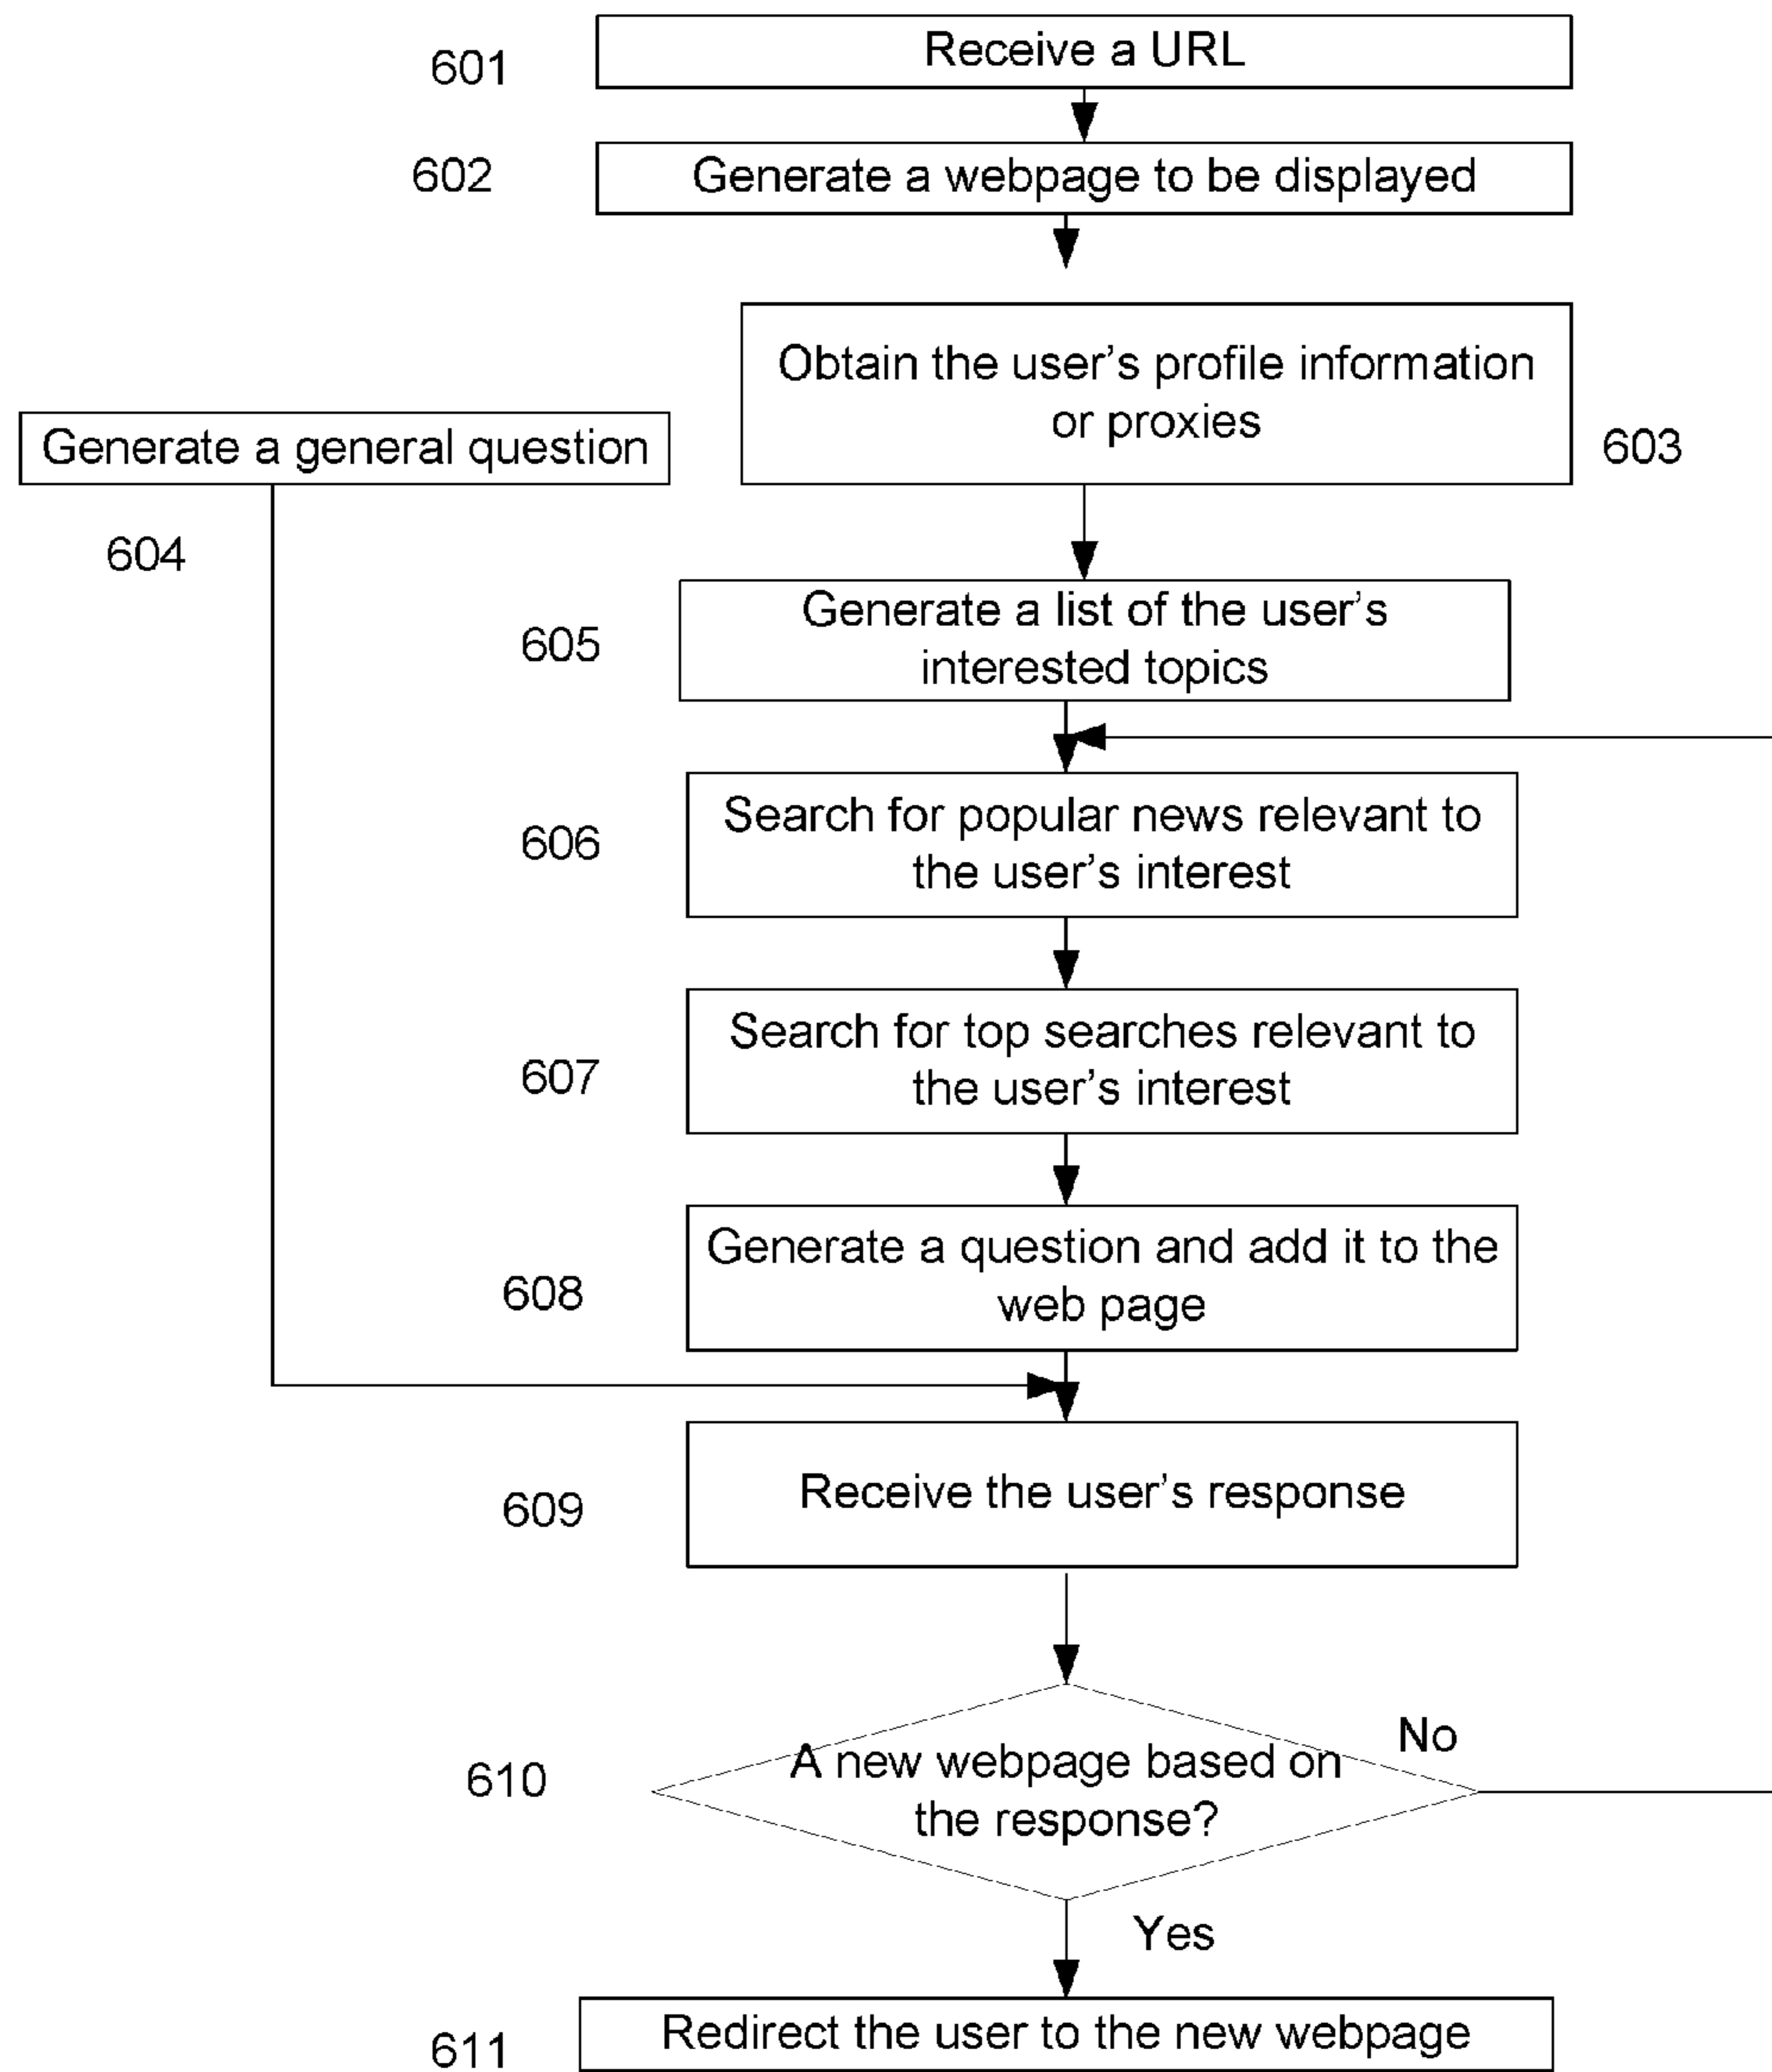 601
Receive a URL
602
Generate a webpage to be displayed
Obtain the user's profile information
or proxies
603
Generate a general question
604
605
Generate a list of the user's
interested topics
606
Search for popular news relevant to
the user's interest
607
Search for top searches relevant to
the user's interest
608
Generate a question and add it to the
web page
609
Receive the user's response
610
A new webpage based on
the response?
No
Yes
611
Redirect the user to the new webpage